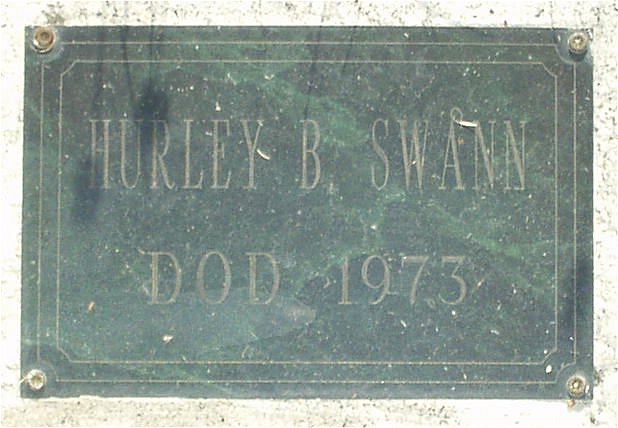 HURLEY B. SWANN
DOD 1973